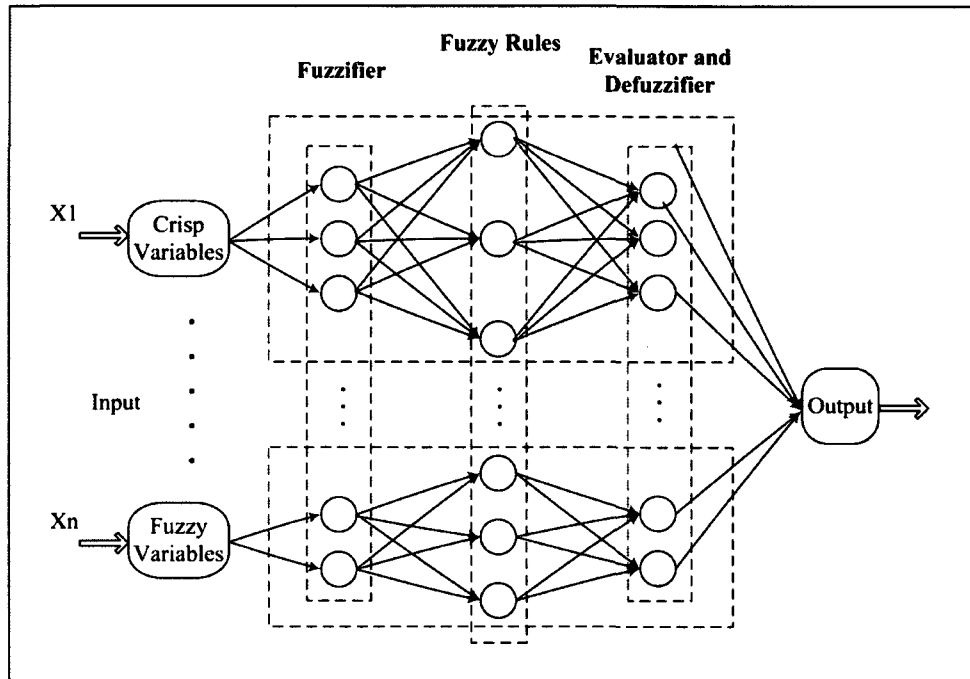 Fuzzy Rules
Fuzzifier
Evaluator and
Defuzzifier
X1
Crisp
Variables
Input
Output
Xn
Fuzzy
Variables